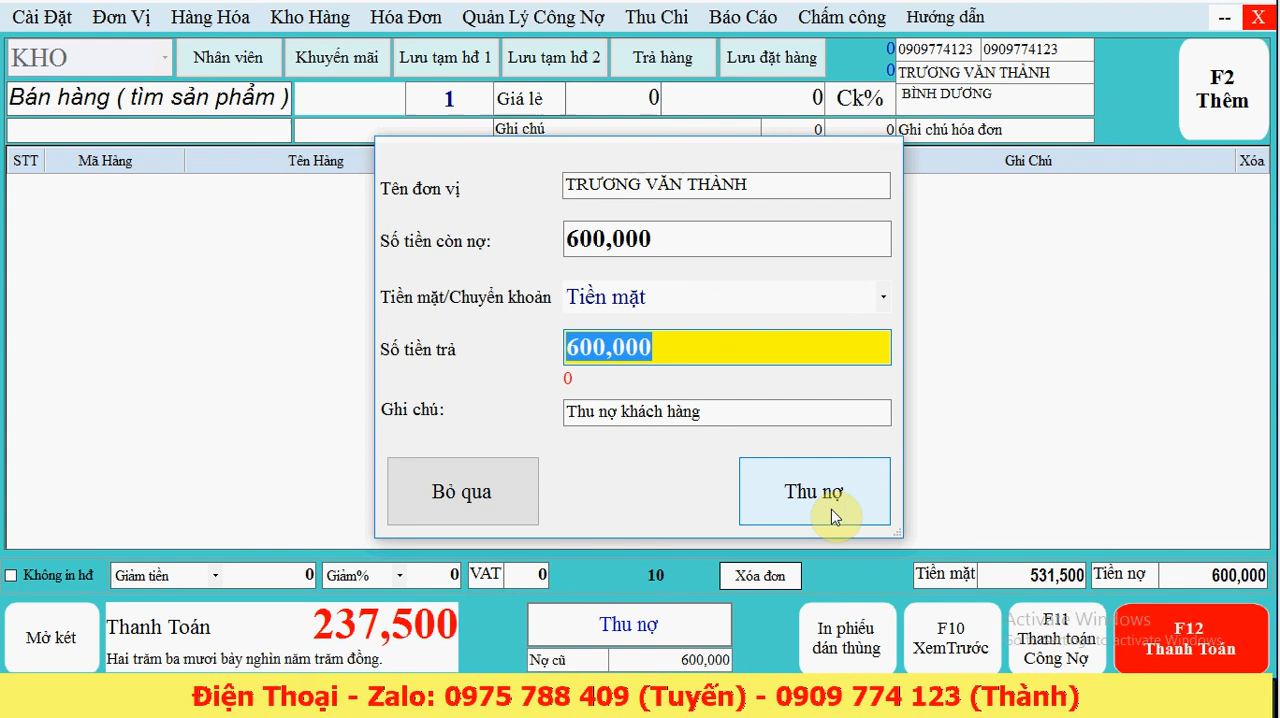 Cài Đặt Đơn Vị Hàng Hóa Kho Hàng Hóa Đơn Quản Lý Công Nợ Thu Chi Báo Cáo Chấm công Hướng dẫn -- X
KHO Nhân viên Khuyến mãi Lưu tạm hđ 1 Lưu tạm hđ 2 Trả hàng Lưu đặt hàng 0 0909774123 0909774123
0 TRƯƠNG VĂN THÀNH
F2
Thêm
Bán hàng ( tìm sản phẩm ) 1 Giá lẻ 0 0 Ck% BÌNH DƯƠNG
Ghi chú 0 0 Ghi chú hóa đơn
STT Mã Hàng Tên Hàng Ghi Chú Xóa
Tên đơn vị TRƯƠNG VĂN THÀNH
Số tiền còn nợ: 600,000
Tiền mặt/Chuyển khoản Tiền mặt
Số tiền trả 600,000
0
Ghi chú: Thu nợ khách hàng
Bỏ qua Thu nợ
Không in hđ Giảm tiền 0 Giảm% 0 VAT 0 10 Xóa đơn Tiền mặt 531,500 Tiền nợ 600,000
Mở két Thanh Toán 237,500
Hai trăm ba mươi bảy nghìn năm trăm đồng.
Thu nợ
Nợ cũ 600,000
In phiếu
dán thùng
F10
XemTrước
F11
Thanh toán
Công Nợ
F12
Thanh Toán
Activate Windows
Go to Settings to activate Windows.
Điện Thoại - Zalo: 0975 788 409 (Tuyến) - 0909 774 123 (Thành)